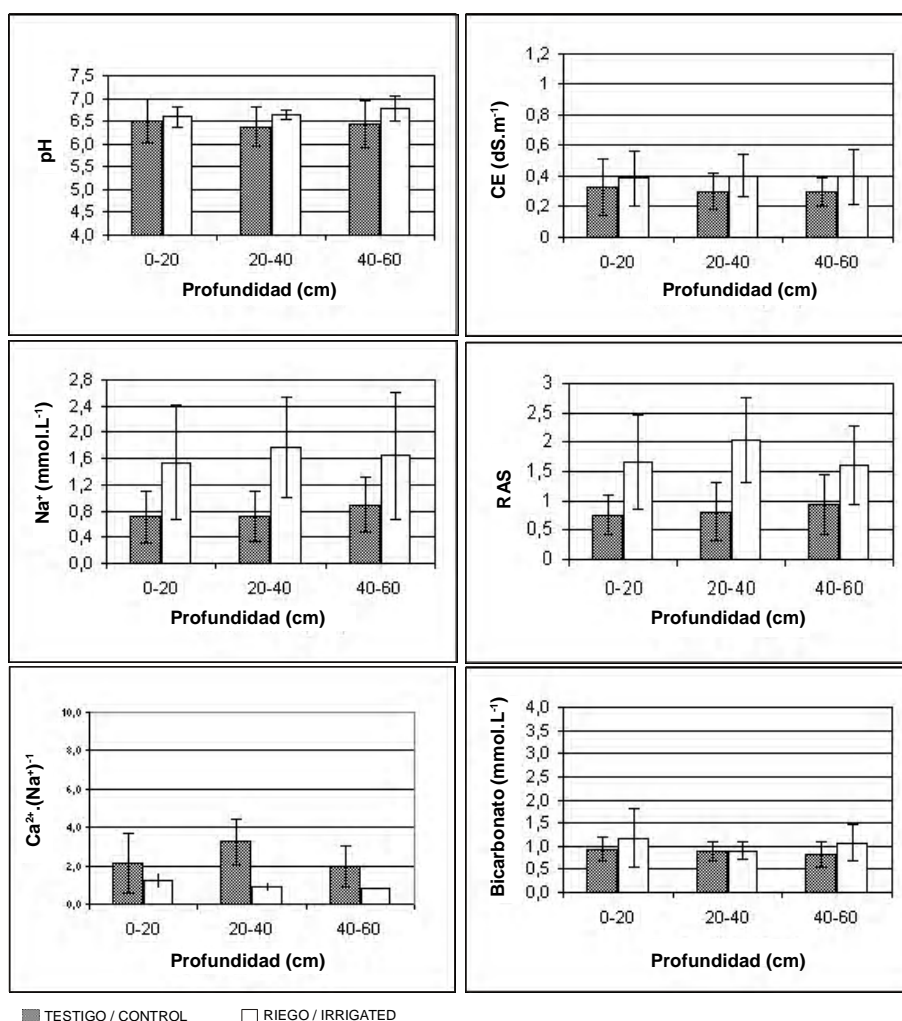 7,5
7,0
6,5
6,0
5,5
5,0
4,5
4,0
pH
0-20 20-40 40-60
Profundidad (cm)
1,2
1
0,8
0,6
0,4
0,2
0
CE (dS.m⁻¹)
0-20 20-40 40-60
Profundidad (cm)
2,8
2,4
2,0
1,6
1,2
0,8
0,4
0,0
Na⁺ (mmol.L⁻¹)
0-20 20-40 40-60
Profundidad (cm)
3
2,5
2
1,5
1
0,5
0
RAS
0-20 20-40 40-60
Profundidad (cm)
10,0
8,0
6,0
4,0
2,0
0,0
Ca²⁺.(Na⁺)⁻¹
0-20 20-40 40-60
Profundidad (cm)
4,0
3,5
3,0
2,5
2,0
1,5
1,0
0,5
0,0
Bicarbonato (mmol.L⁻¹)
0-20 20-40 40-60
Profundidad (cm)
TESTIGO / CONTROL RIEGO / IRRIGATED